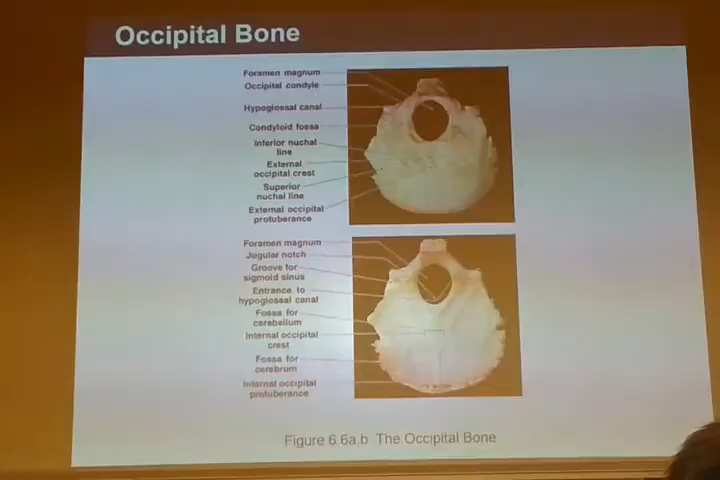 Occipital Bone
Foramen magnum
Occipital condyle
Hypoglossal canal
Condyloid fossa
Inferior nuchal
line
External
occipital crest
Superior
nuchal line
External occipital
protuberance
Foramen magnum
Jugular notch
Groove for
sigmoid sinus
Entrance to
hypoglossal canal
Fossa for
cerebellum
Internal occipital
crest
Fossa for
cerebrum
Internal occipital
protuberance
Figure 6.6a,b The Occipital Bone